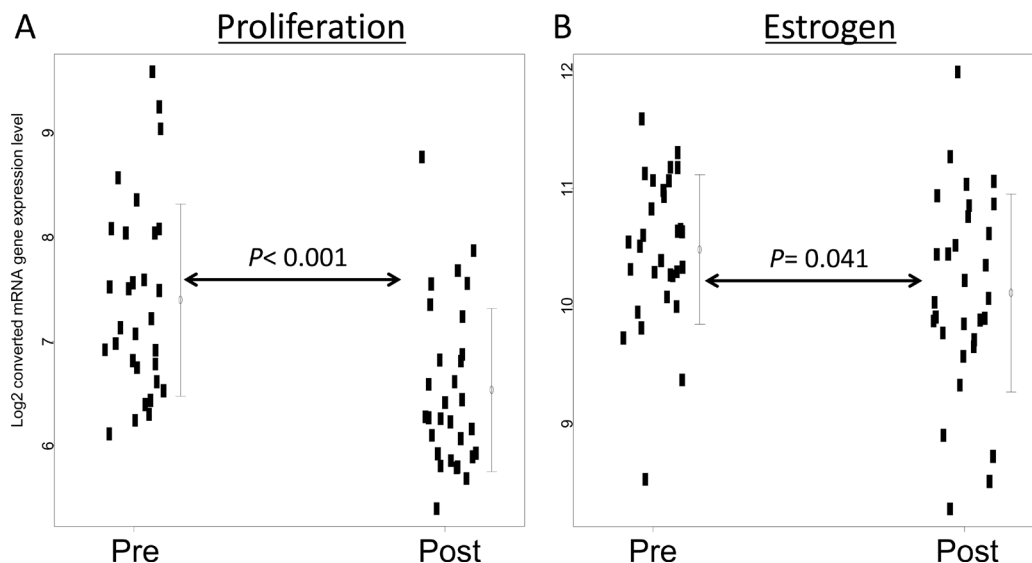 A Proliferation
B Estrogen
Log2 converted mRNA gene expression level
9
8
7
6
P< 0.001
Pre Post
12
11
10
9
P= 0.041
Pre Post